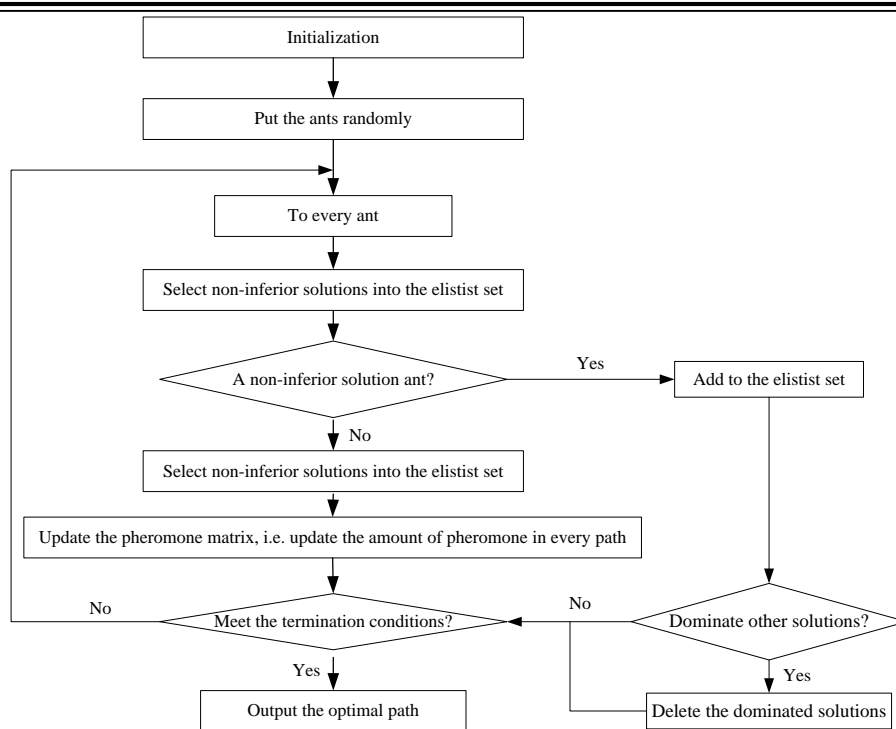 Initialization
Put the ants randomly
To every ant
Select non-inferior solutions into the elistist set
A non-inferior solution ant?
Yes
Add to the elistist set
No
Select non-inferior solutions into the elistist set
Update the pheromone matrix, i.e. update the amount of pheromone in every path
No
Meet the termination conditions?
No
Dominate other solutions?
Yes
Yes
Output the optimal path
Delete the dominated solutions